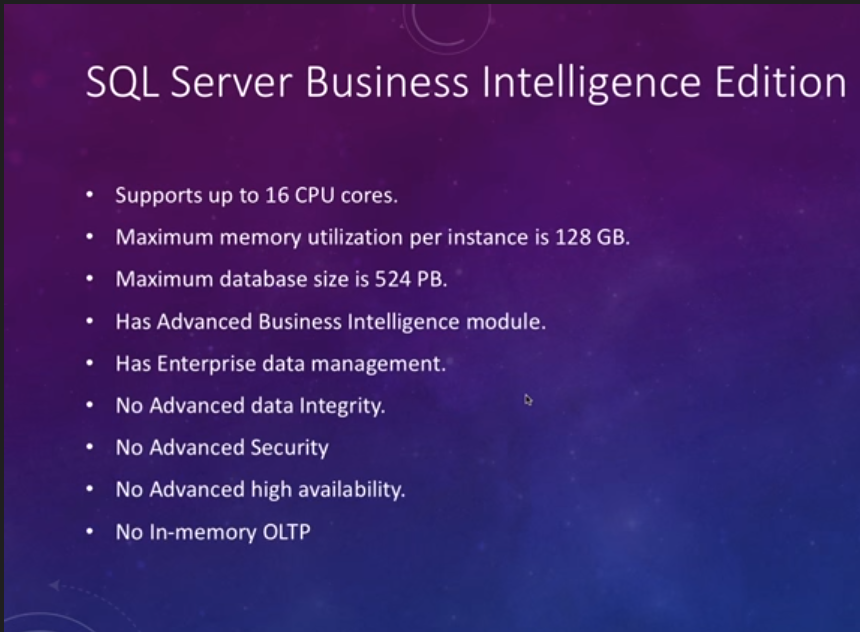 SQL Server Business Intelligence Edition
• Supports up to 16 CPU cores.
• Maximum memory utilization per instance is 128 GB.
• Maximum database size is 524 PB.
• Has Advanced Business Intelligence module.
• Has Enterprise data management.
• No Advanced data Integrity.
• No Advanced Security
• No Advanced high availability.
• No In-memory OLTP